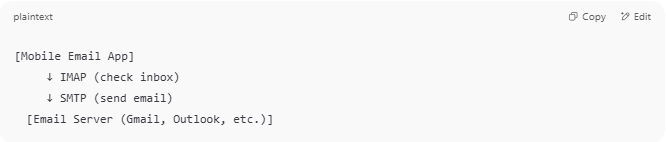 plaintext Copy Edit
[Mobile Email App]
↓ IMAP (check inbox)
↓ SMTP (send email)
[Email Server (Gmail, Outlook, etc.)]